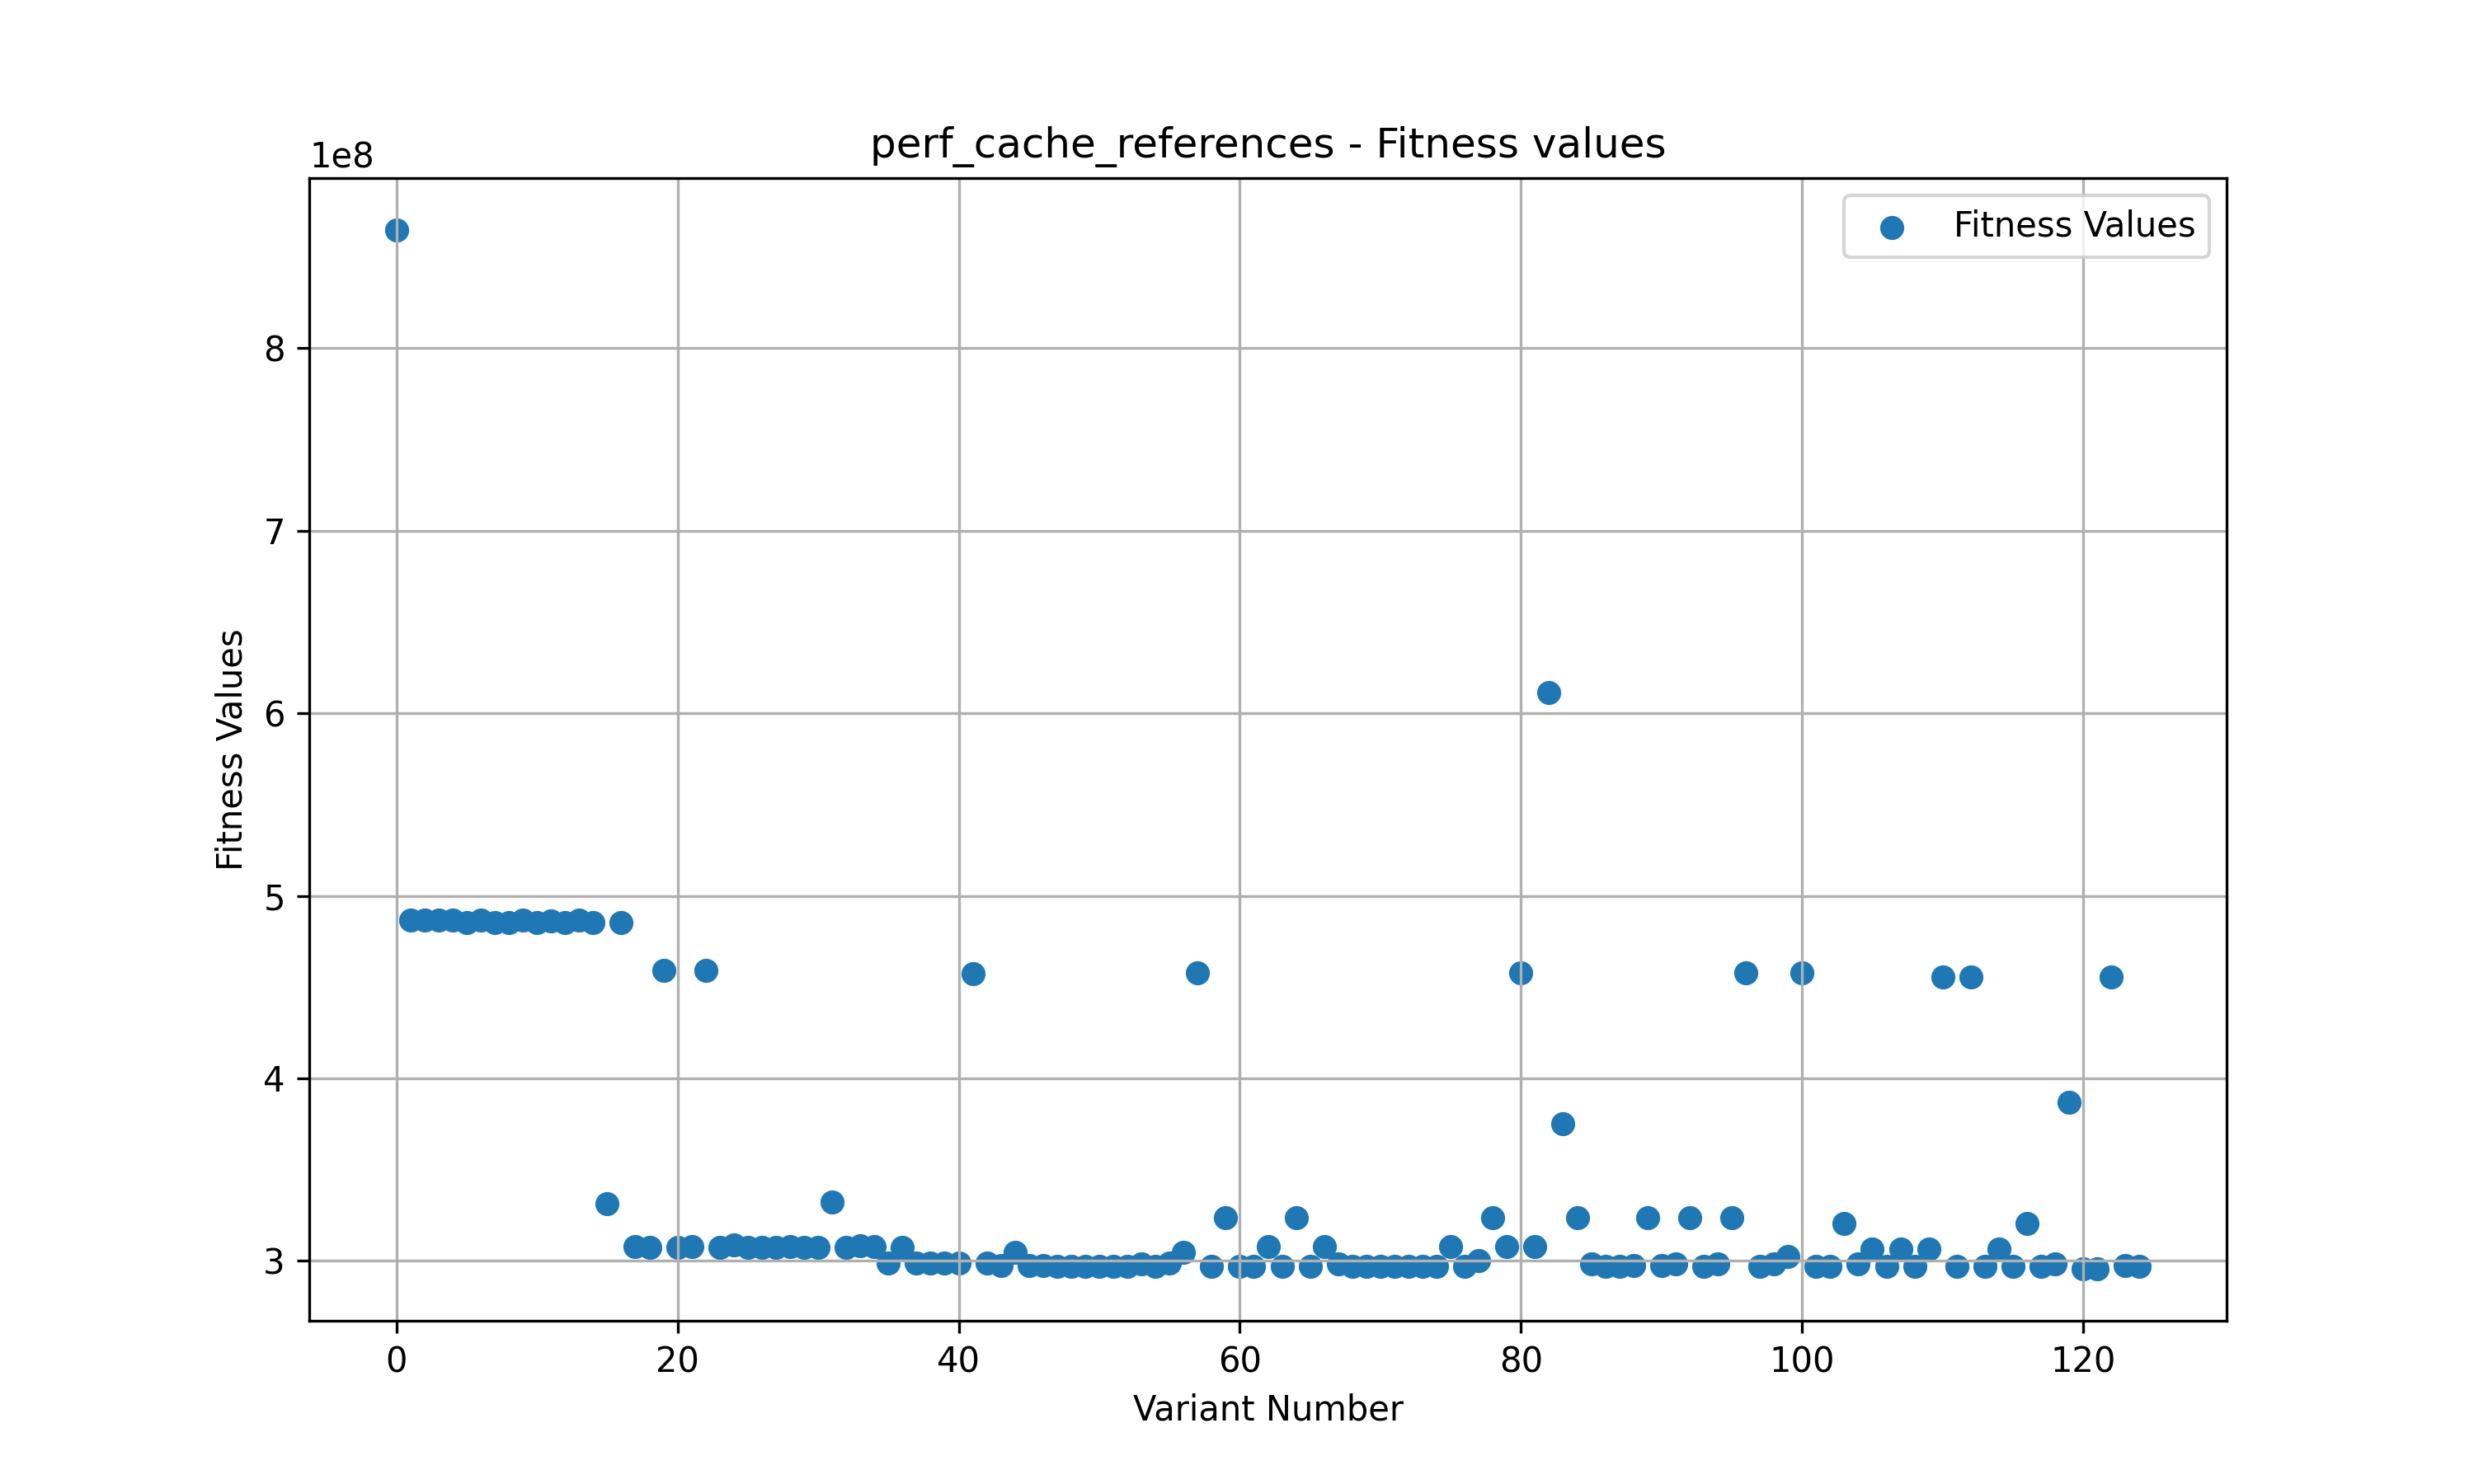 perf_cache_references - Fitness values
1e8
Fitness Values
8
7
6
5
4
3
Fitness Values
0 20 40 60 80 100 120
Variant Number